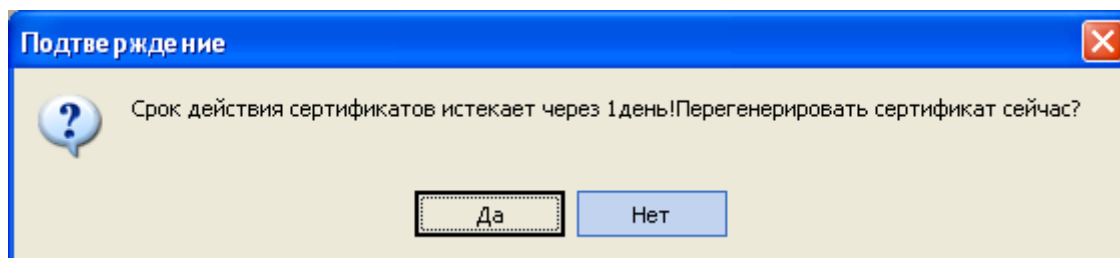 Подтверждение
Срок действия сертификатов истекает через 1день!Перегенерировать сертификат сейчас?
Да
Нет